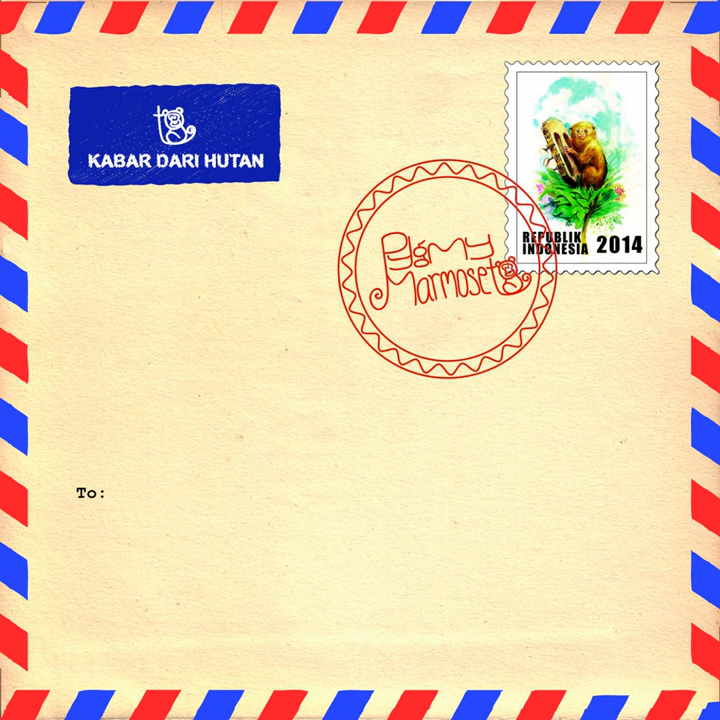 KABAR DARI HUTAN
REPUBLIK
INDONESIA 2014
Pygmy
Marmoset
To: